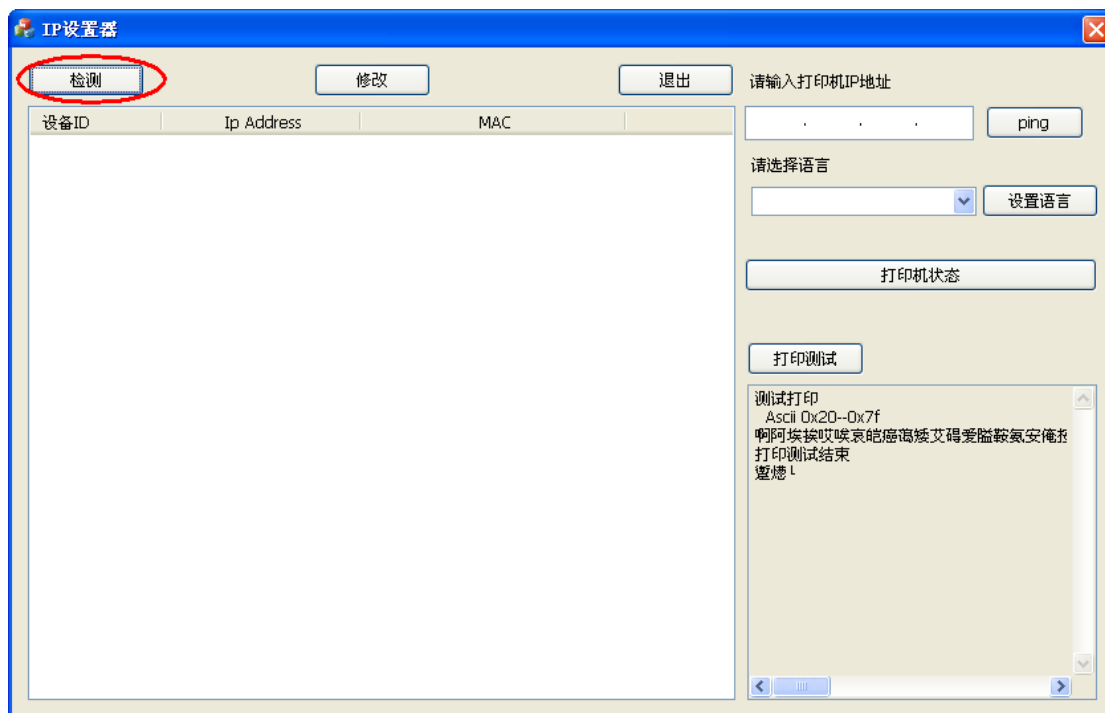 IP设置器
检测 修改 退出 请输入打印机IP地址
设备ID Ip Address MAC
. . . ping
请选择语言
设置语言
打印机状态
打印测试
测试打印
Ascii 0x20--0x7f
啊阿埃挨哎唉哀皑癌蔼矮艾碍爱隘鞍氨安俺
打印测试结束